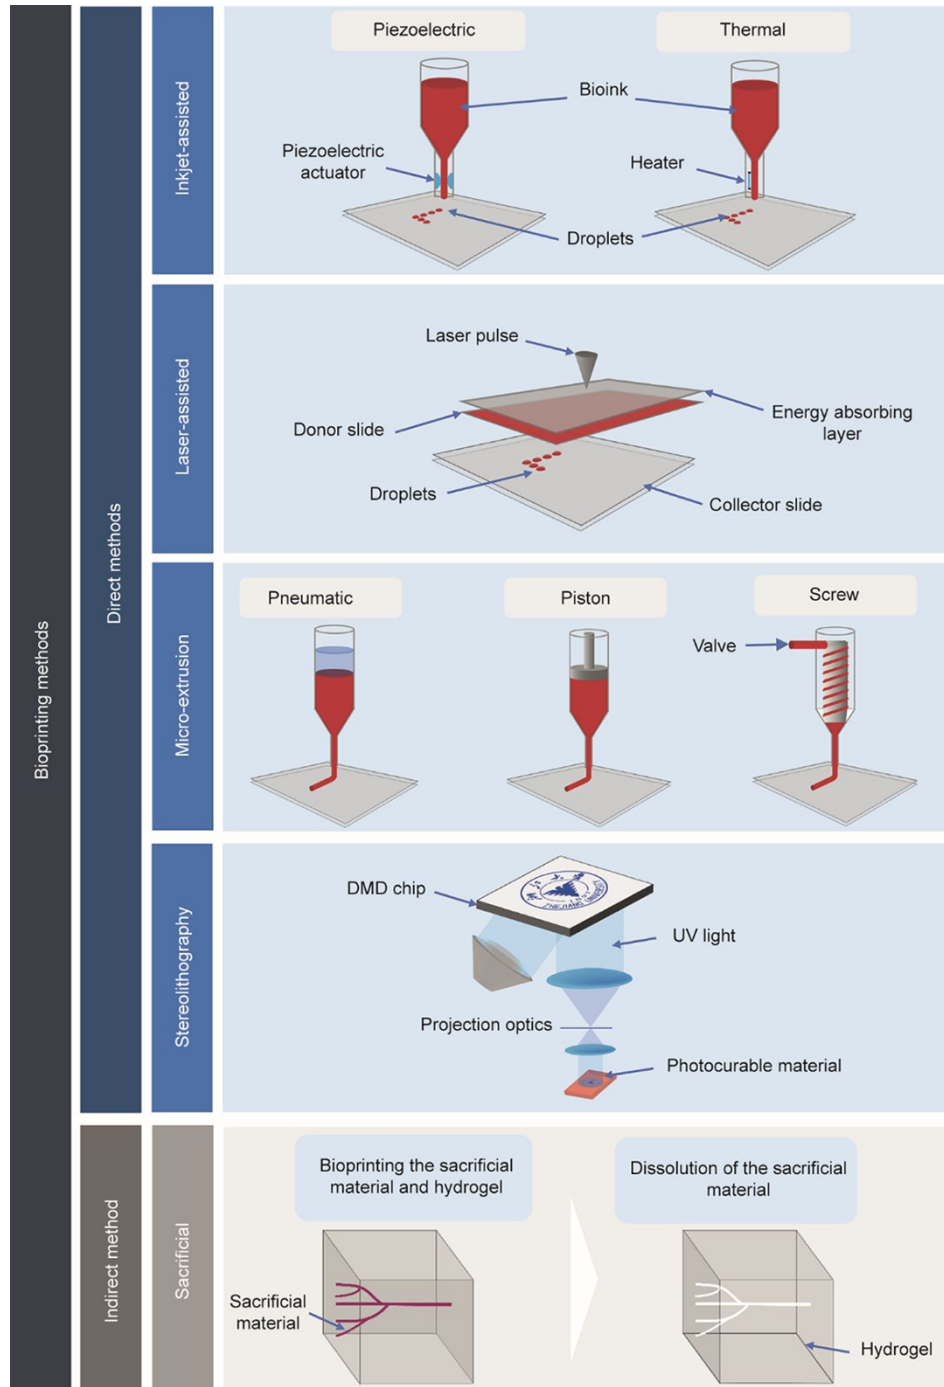 Bioprinting methods
Direct methods
Inkjet-assisted
Piezoelectric
Thermal
Bioink
Piezoelectric
actuator
Heater
Droplets
Laser-assisted
Laser pulse
Donor slide
Energy absorbing
layer
Droplets
Collector slide
Micro-extrusion
Pneumatic
Piston
Screw
Valve
Stereolithography
DMD chip
ZHEJIANG UNIVERSITY
UV light
Projection optics
Photocurable material
Indirect method
Sacrificial
Bioprinting the sacrificial
material and hydrogel
Dissolution of the sacrificial
material
Sacrificial
material
Hydrogel